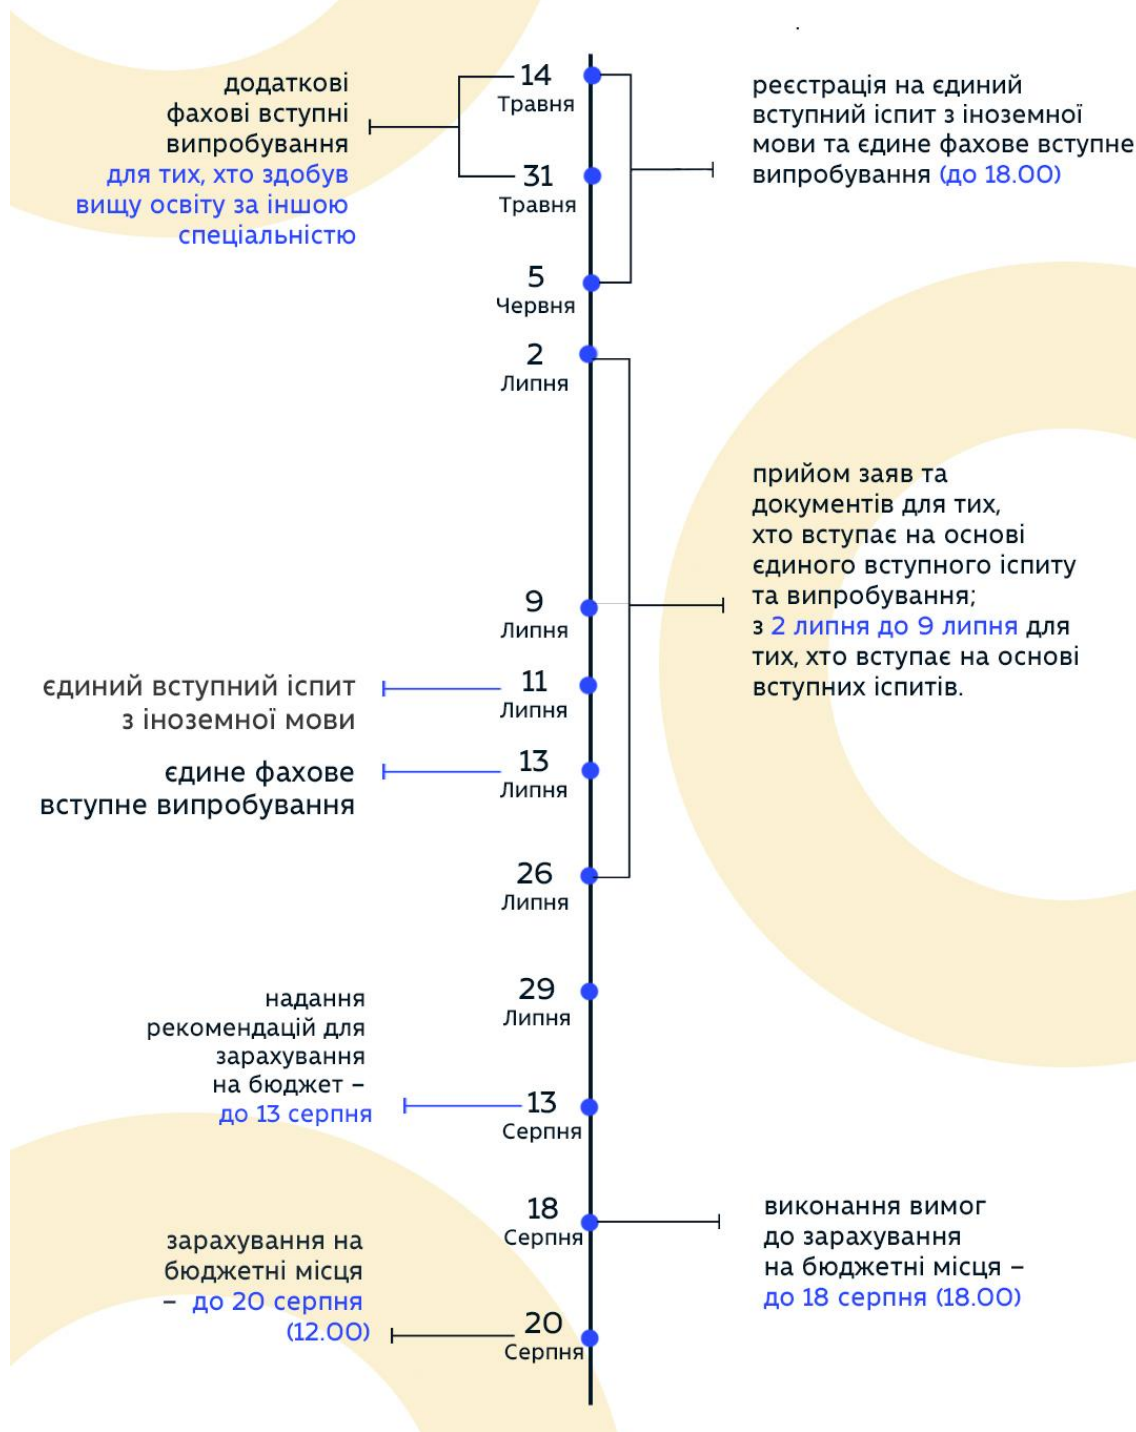 додаткові
фахові вступні
випробування
для тих, хто здобув
вищу освіту за іншою
спеціальністю
14
Травня
31
Травня
реєстрація на єдиний
вступний іспит з іноземної
мови та єдине фахове вступне
випробування (до 18.00)
5
Червня
2
Липня
прийом заяв та
документів для тих,
хто вступає на основі
єдиного вступного іспиту
та випробування;
з 2 липня до 9 липня для
тих, хто вступає на основі
вступних іспитів.
9
Липня
єдиний вступний іспит
з іноземної мови
11
Липня
єдине фахове
вступне випробування
13
Липня
26
Липня
29
Липня
надання
рекомендацій для
зарахування
на бюджет –
до 13 серпня
13
Серпня
18
Серпня
виконання вимог
до зарахування
на бюджетні місця –
до 18 серпня (18.00)
зарахування на
бюджетні місця
– до 20 серпня
(12.00)
20
Серпня